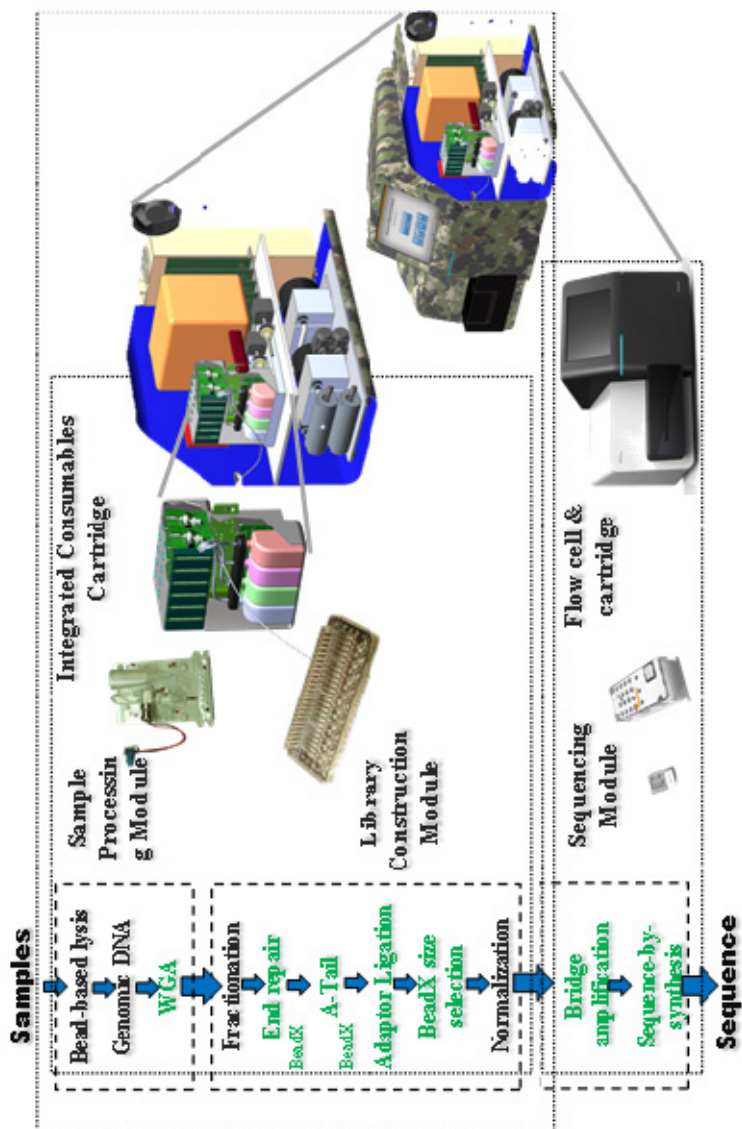 Samples
Bead-based lysis
Genomic DNA
WGA
Fractionation
End repair
BeadX
A-Tail
BeadX
Adaptor Ligation
BeadX size
selection
Normalization
Bridge
amplification
Sequence-by-
synthesis
Sequence
Sample
Processin
g Module
Library
Construction
Module
Sequencing
Module
Integrated Consumables
Cartridge
Flow cell &
cartridge